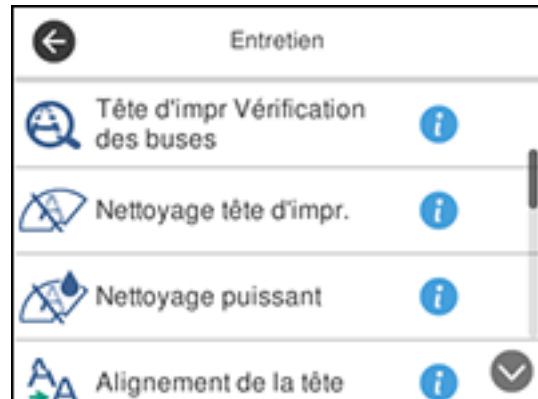 Entretien
Tête d'impr Vérification
des buses
Nettoyage tête d'impr.
Nettoyage puissant
Alignement de la tête